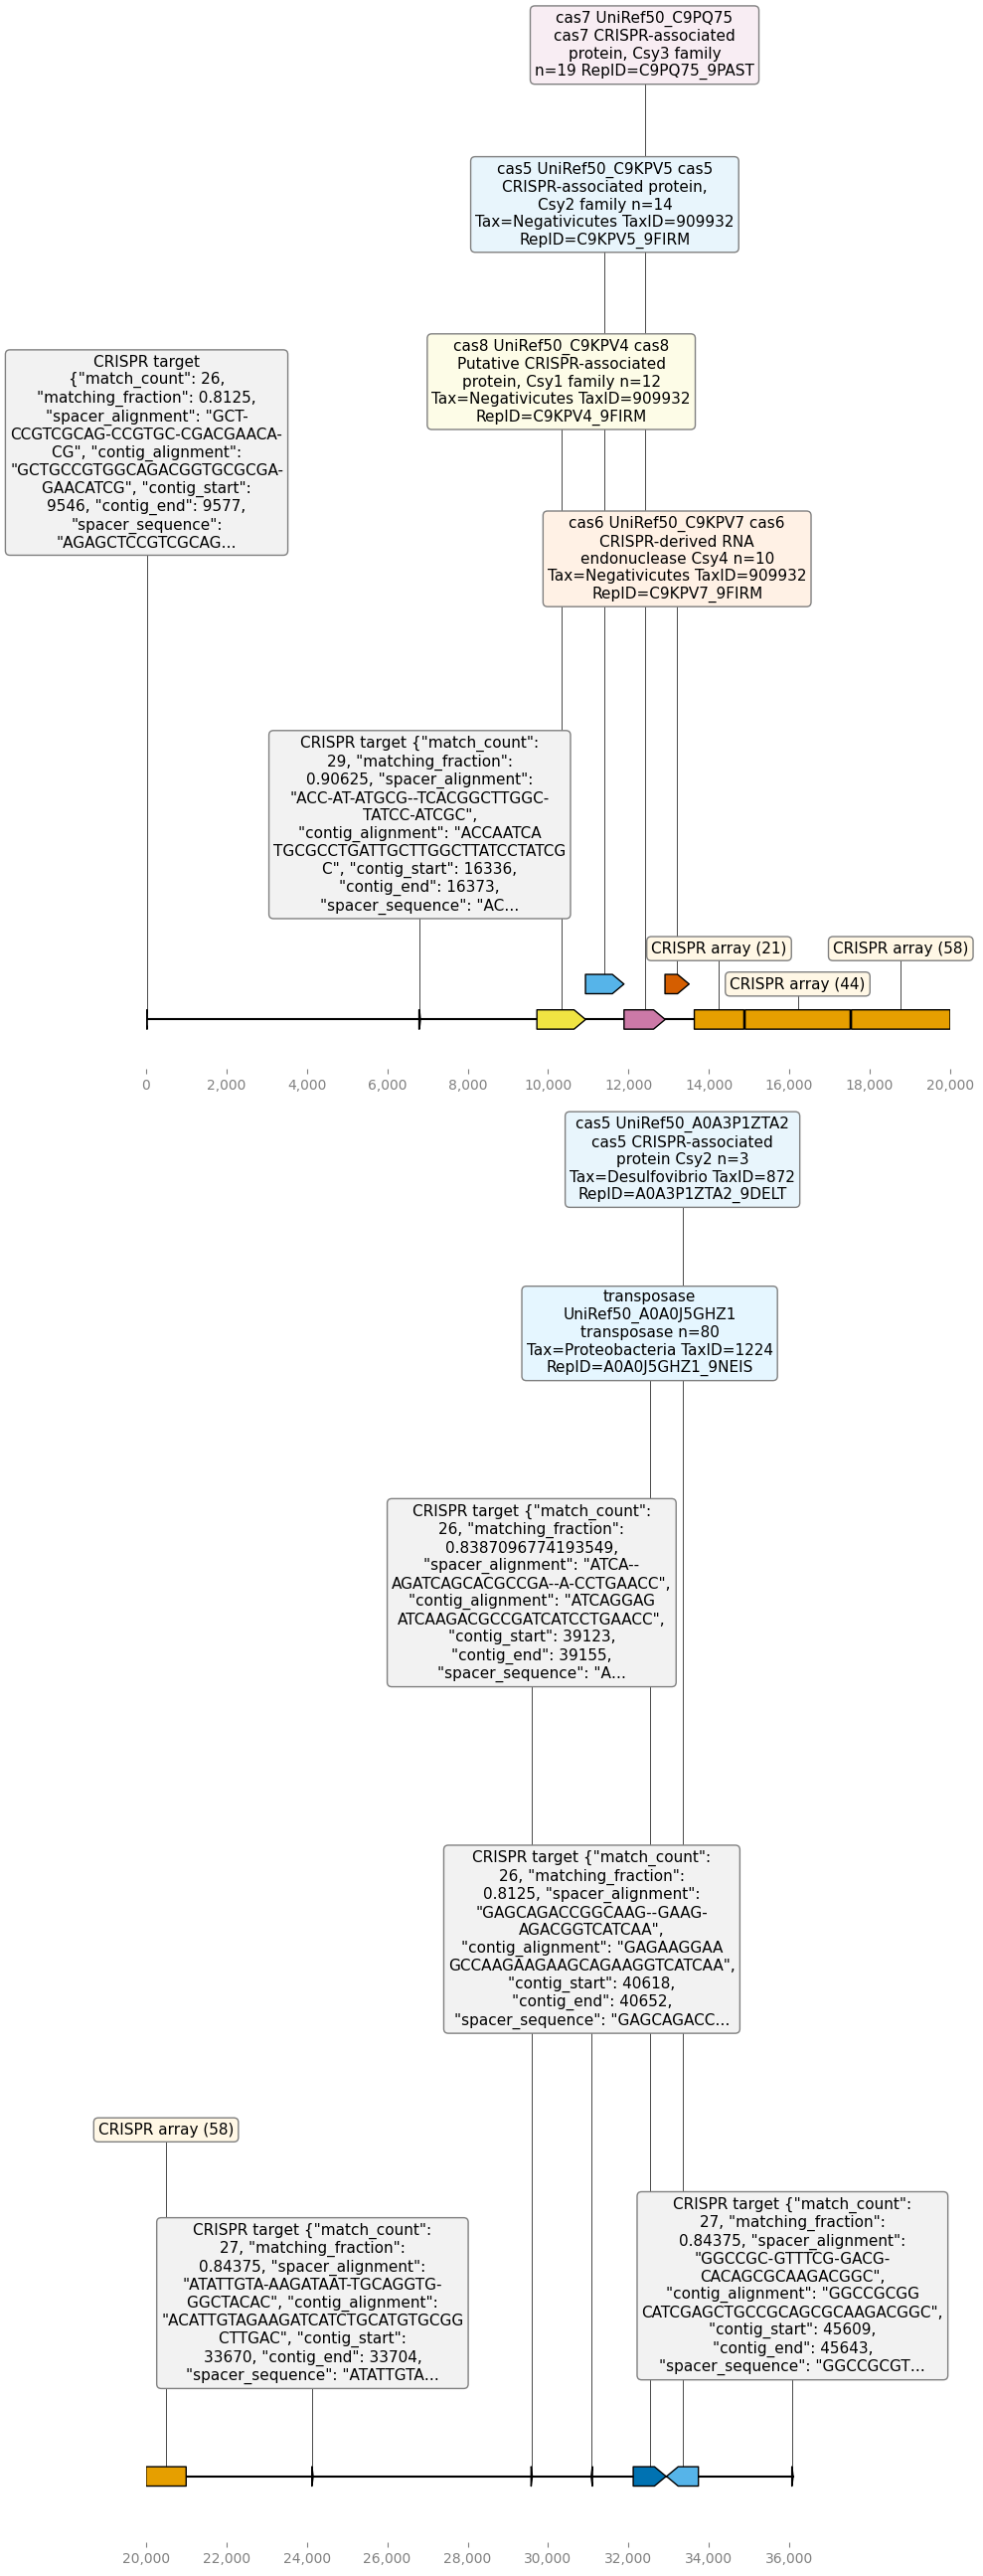 cas7 UniRef50_C9PQ75
cas7 CRISPR-associated
protein, Csy3 family
n=19 RepID=C9PQ75_9PAST
cas5 UniRef50_C9KPV5 cas5
CRISPR-associated protein,
Csy2 family n=14
Tax=Negativicutes TaxID=909932
RepID=C9KPV5_9FIRM
cas8 UniRef50_C9KPV4 cas8
Putative CRISPR-associated
protein, Csy1 family n=12
Tax=Negativicutes TaxID=909932
RepID=C9KPV4_9FIRM
CRISPR target
{"match_count": 26,
"matching_fraction": 0.8125,
"spacer_alignment": "GCT-
CCGTCGCAG-CCGTGC-CGACGAACA-
CG", "contig_alignment":
"GCTGCCGTGGCAGACGGTGCGCGA-
GAACATCG", "contig_start":
9546, "contig_end": 9577,
"spacer_sequence":
"AGAGCTCCGTCGCAG...
cas6 UniRef50_C9KPV7 cas6
CRISPR-derived RNA
endonuclease Csy4 n=10
Tax=Negativicutes TaxID=909932
RepID=C9KPV7_9FIRM
CRISPR target {"match_count":
29, "matching_fraction":
0.90625, "spacer_alignment":
"ACC-AT-ATGCG--TCACGGCTTGGC-
TATCC-ATCGC",
"contig_alignment": "ACCAATCA
TGCGCCTGATTGCTTGGCTTATCCTATCG
C", "contig_start": 16336,
"contig_end": 16373,
"spacer_sequence": "AC...
CRISPR array (21)
CRISPR array (58)
CRISPR array (44)
0
2,000
4,000
6,000
8,000
10,000
12,000
14,000
16,000
18,000
20,000
cas5 UniRef50_A0A3P1ZTA2
cas5 CRISPR-associated
protein Csy2 n=3
Tax=Desulfovibrio TaxID=872
RepID=A0A3P1ZTA2_9DELT
transposase
UniRef50_A0A0J5GHZ1
transposase n=80
Tax=Proteobacteria TaxID=1224
RepID=A0A0J5GHZ1_9NEIS
CRISPR target {"match_count":
26, "matching_fraction":
0.8387096774193549,
"spacer_alignment": "ATCA--
AGATCAGCACGCCGA--A-CCTGAACC",
"contig_alignment": "ATCAGGAG
ATCAAGACGCCGATCATCCTGAACC",
"contig_start": 39123,
"contig_end": 39155,
"spacer_sequence": "A...
CRISPR target {"match_count":
26, "matching_fraction":
0.8125, "spacer_alignment":
"GAGCAGACCGGCAAG--GAAG-
AGACGGTCATCAA",
"contig_alignment": "GAGAAGGAA
GCCAAGAAGAAGCAGAAGGTCATCAA",
"contig_start": 40618,
"contig_end": 40652,
"spacer_sequence": "GAGCAGACC...
CRISPR array (58)
CRISPR target {"match_count":
27, "matching_fraction":
0.84375, "spacer_alignment":
"ATATTGTA-AAGATAAT-TGCAGGTG-
GGCTACAC", "contig_alignment":
"ACATTGTAGAAGATCATCTGCATGTGCGG
CTTGAC", "contig_start":
33670, "contig_end": 33704,
"spacer_sequence": "ATATTGTA...
CRISPR target {"match_count":
27, "matching_fraction":
0.84375, "spacer_alignment":
"GGCCGC-GTTTCG-GACG-
CACAGCGCAAGACGGC",
"contig_alignment": "GGCCGCGG
CATCGAGCTGCCGCAGCGCAAGACGGC",
"contig_start": 45609,
"contig_end": 45643,
"spacer_sequence": "GGCCGCGT...
20,000
22,000
24,000
26,000
28,000
30,000
32,000
34,000
36,000